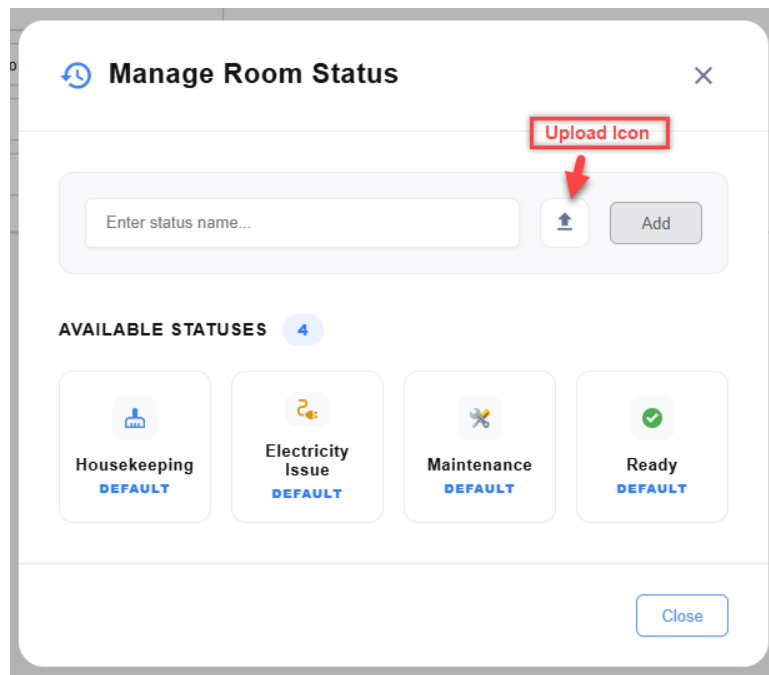 Manage Room Status
Upload Icon
Enter status name...
Add
AVAILABLE STATUSES 4
Housekeeping
DEFAULT
Electricity
Issue
DEFAULT
Maintenance
DEFAULT
Ready
DEFAULT
Close